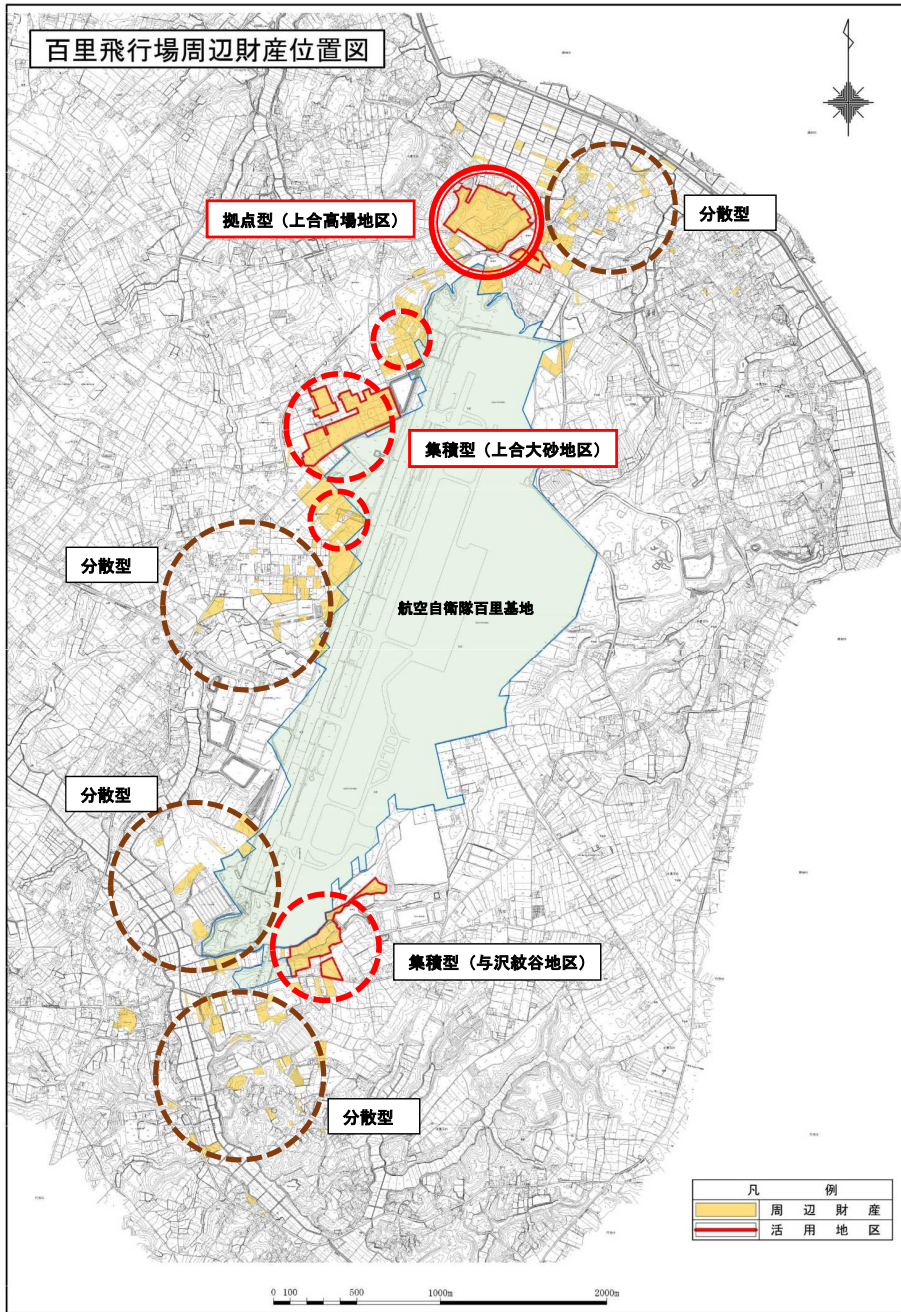 百里飛行場周辺財産位置図
拠点型（上合高場地区）
分散型
集積型（上合大砂地区）
分散型
航空自衛隊百里基地
分散型
集積型（与沢紋谷地区）
分散型
凡 例
周 辺 財 産
活 用 地 区
0 100 500 1000m 2000m